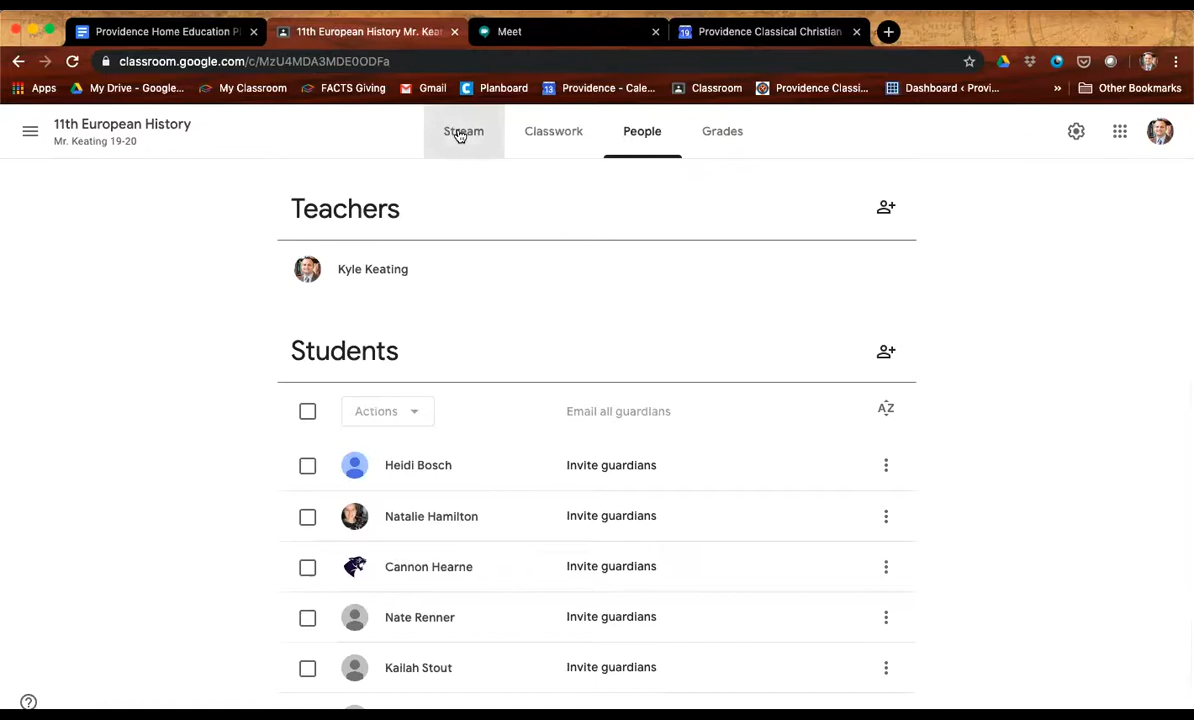 Providence Home Education P
11th European History Mr. Kea
Meet
Providence Classical Christian
classroom.google.com/c/MzU4MDA3MDE0ODFa
Apps
My Drive - Google...
My Classroom
FACTS Giving
Gmail
Planboard
Providence - Cale...
Classroom
Providence Classi...
Dashboard ‹ Provi...
»
Other Bookmarks
11th European History
Mr. Keating 19-20
Stream
Classwork
People
Grades
Teachers
Kyle Keating
Students
Actions
Email all guardians
AZ
Heidi Bosch
Invite guardians
Natalie Hamilton
Invite guardians
Cannon Hearne
Invite guardians
Nate Renner
Invite guardians
Kailah Stout
Invite guardians